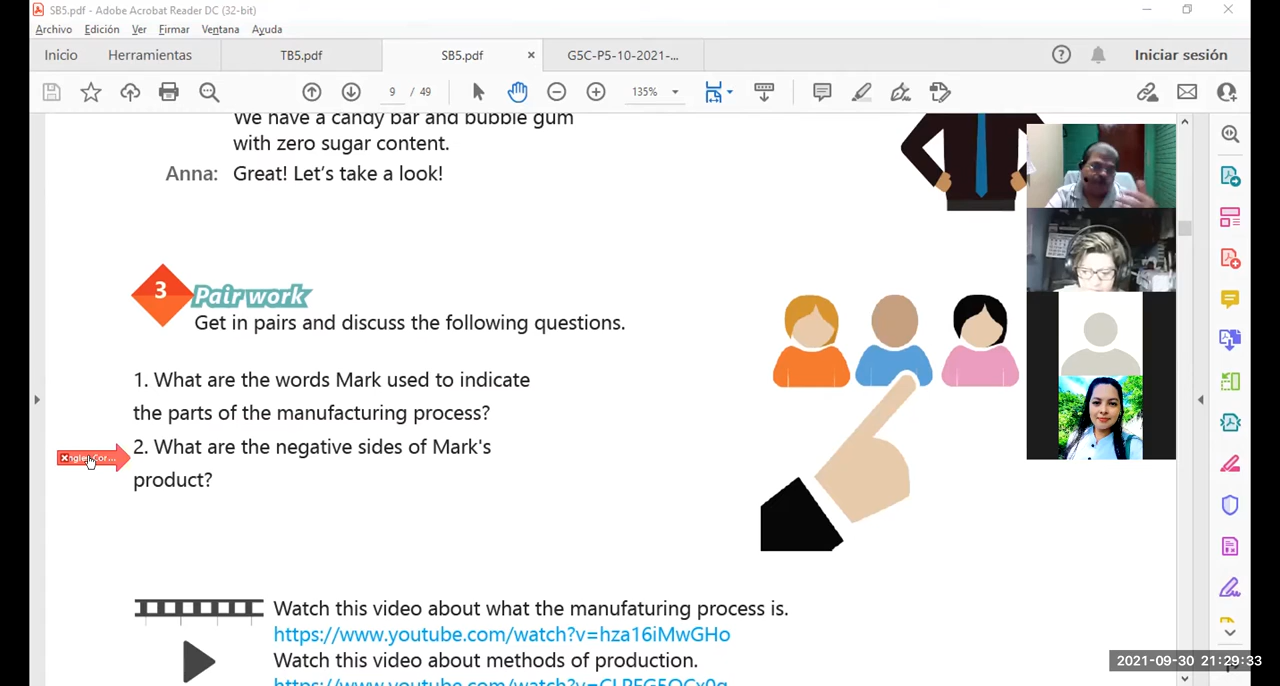 SB5.pdf - Adobe Acrobat Reader DC (32-bit)
Archivo Edición Ver Firmar Ventana Ayuda
Inicio Herramientas TB5.pdf SB5.pdf × G5C-P5-10-2021-... Iniciar sesión
9 / 49 135%
We have a candy bar and bubble gum
with zero sugar content.
Anna: Great! Let's take a look!
3 Pair work
Get in pairs and discuss the following questions.
1. What are the words Mark used to indicate
the parts of the manufacturing process?
2. What are the negative sides of Mark's
product?
Watch this video about what the manufaturing process is.
https://www.youtube.com/watch?v=hza16iMwGHo
Watch this video about methods of production.
2021-09-30 21:29:33